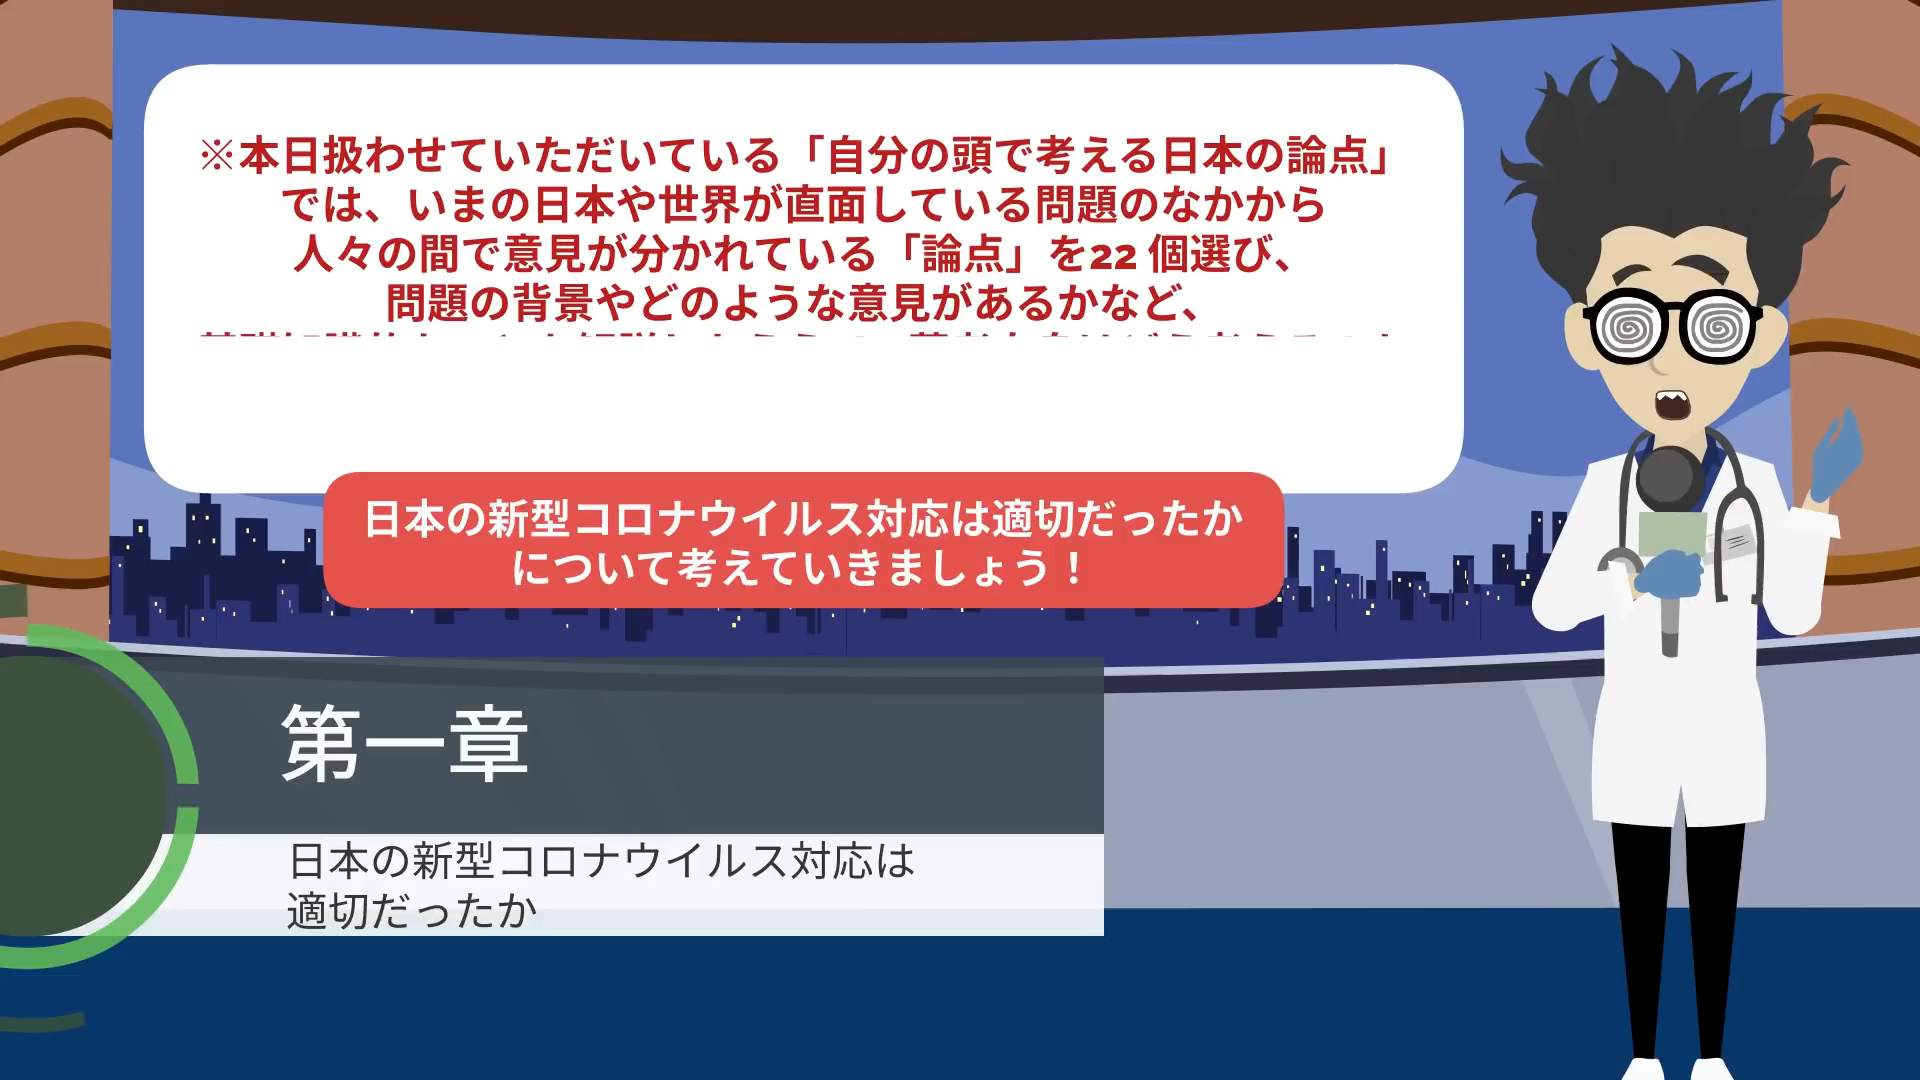 ※本日扱わせていただいている「自分の頭で考える日本の論点」
では、いまの日本や世界が直面している問題のなかから
人々の間で意見が分かれている「論点」を22 個選び、
問題の背景やどのような意見があるかなど、
日本の新型コロナウイルス対応は適切だったか
について考えていきましょう！
第一章
日本の新型コロナウイルス対応は
適切だったか